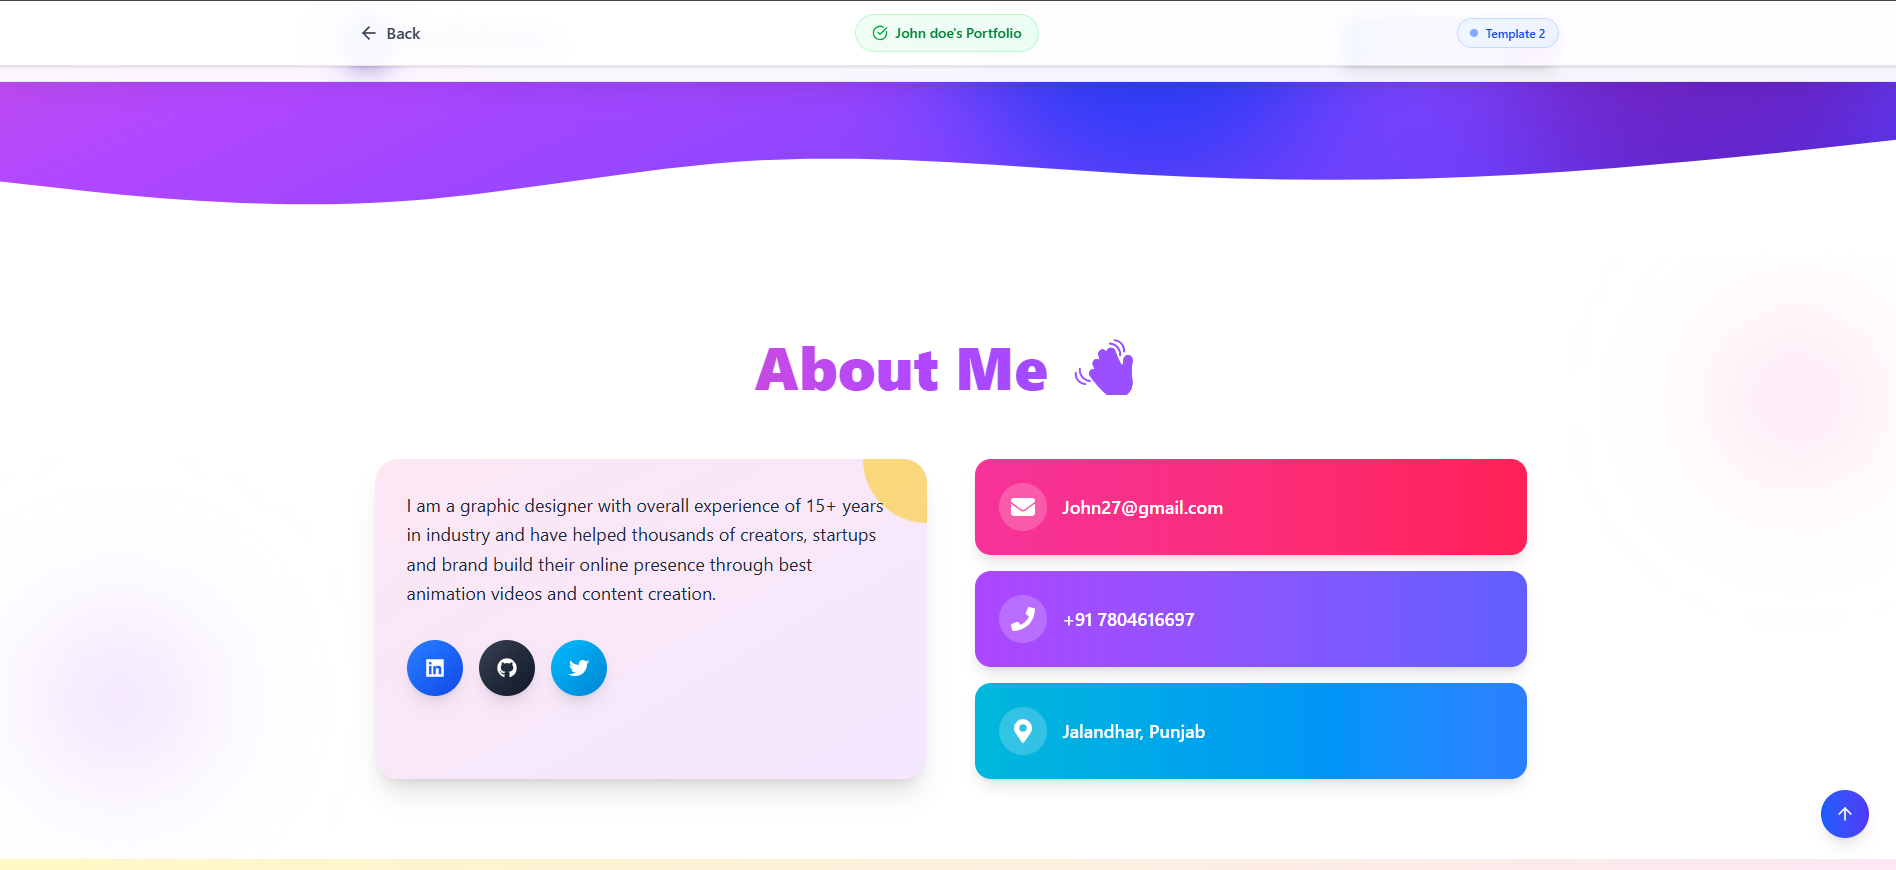 Back
John doe's Portfolio
Template 2
About Me
I am a graphic designer with overall experience of 15+ years
in industry and have helped thousands of creators, startups
and brand build their online presence through best
animation videos and content creation.
John27@gmail.com
+91 7804616697
Jalandhar, Punjab